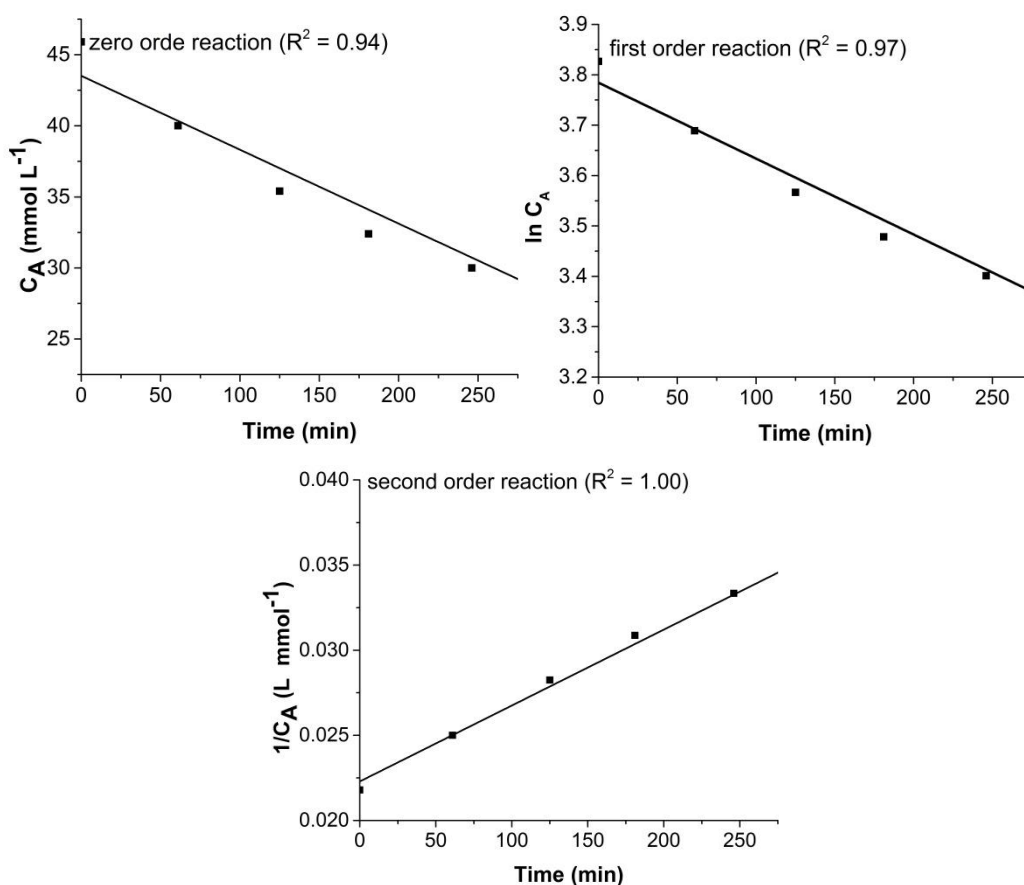 zero orde reaction (R² = 0.94)
C_A (mmol L⁻¹)
45
40
35
30
25
0 50 100 150 200 250
Time (min)
first order reaction (R² = 0.97)
ln C_A
3.9
3.8
3.7
3.6
3.5
3.4
3.3
3.2
0 50 100 150 200 250
Time (min)
second order reaction (R² = 1.00)
1/C_A (L mmol⁻¹)
0.040
0.035
0.030
0.025
0.020
0 50 100 150 200 250
Time (min)